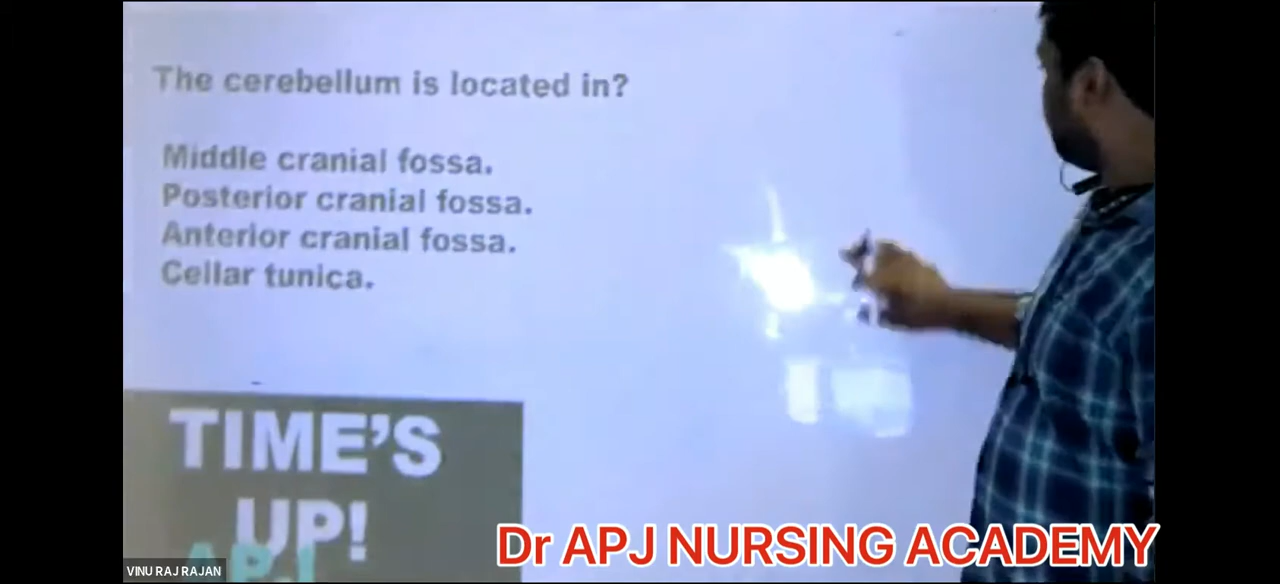 The cerebellum is located in?
Middle cranial fossa.
Posterior cranial fossa.
Anterior cranial fossa.
Cellar tunica.
TIME'S
UP!
APJ
Dr APJ NURSING ACADEMY
VINU RAJ RAJAN